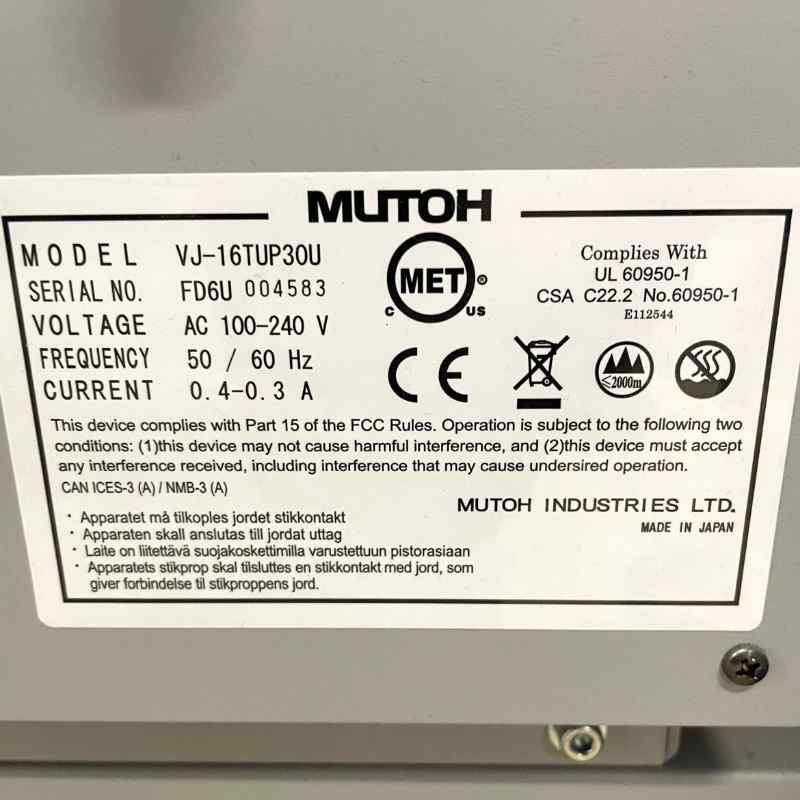 MUTOH
MODEL VJ-16TUP30U
SERIAL NO. FD6U 004583
VOLTAGE AC 100-240 V
FREQUENCY 50 / 60 Hz
CURRENT 0.4-0.3 A
C MET ® US
Complies With
UL 60950-1
CSA C22.2 No.60950-1
E112544
CE
≤2000m
This device complies with Part 15 of the FCC Rules. Operation is subject to the following two
conditions: (1)this device may not cause harmful interference, and (2)this device must accept
any interference received, including interference that may cause undersired operation.
CAN ICES-3 (A) / NMB-3 (A)
MUTOH INDUSTRIES LTD.
MADE IN JAPAN
· Apparatet må tilkoples jordet stikkontakt
· Apparaten skall anslutas till jordat uttag
· Laite on liitettävä suojakoskettimilla varustettuun pistorasiaan
· Apparatets stikprop skal tilsluttes en stikkontakt med jord, som
giver forbindelse til stikproppens jord.